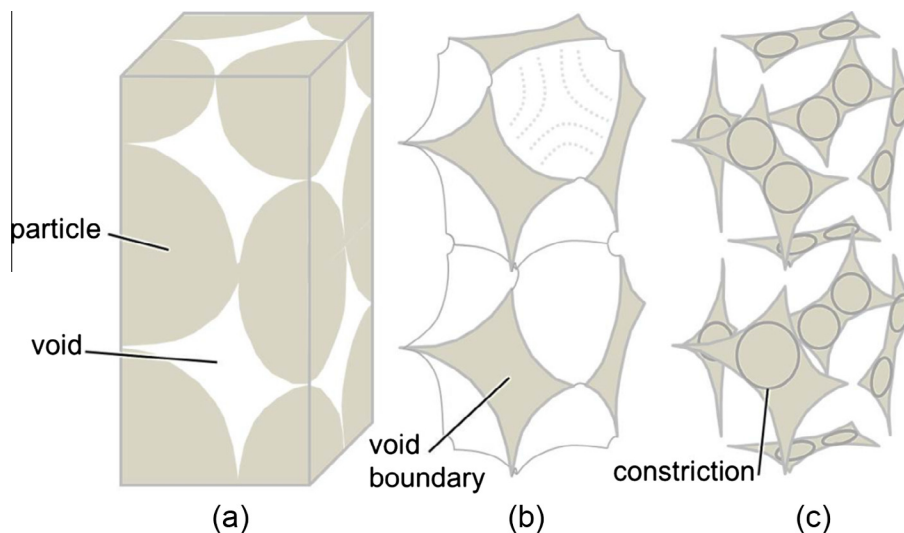 particle
void
void
boundary
constriction
(a)
(b)
(c)